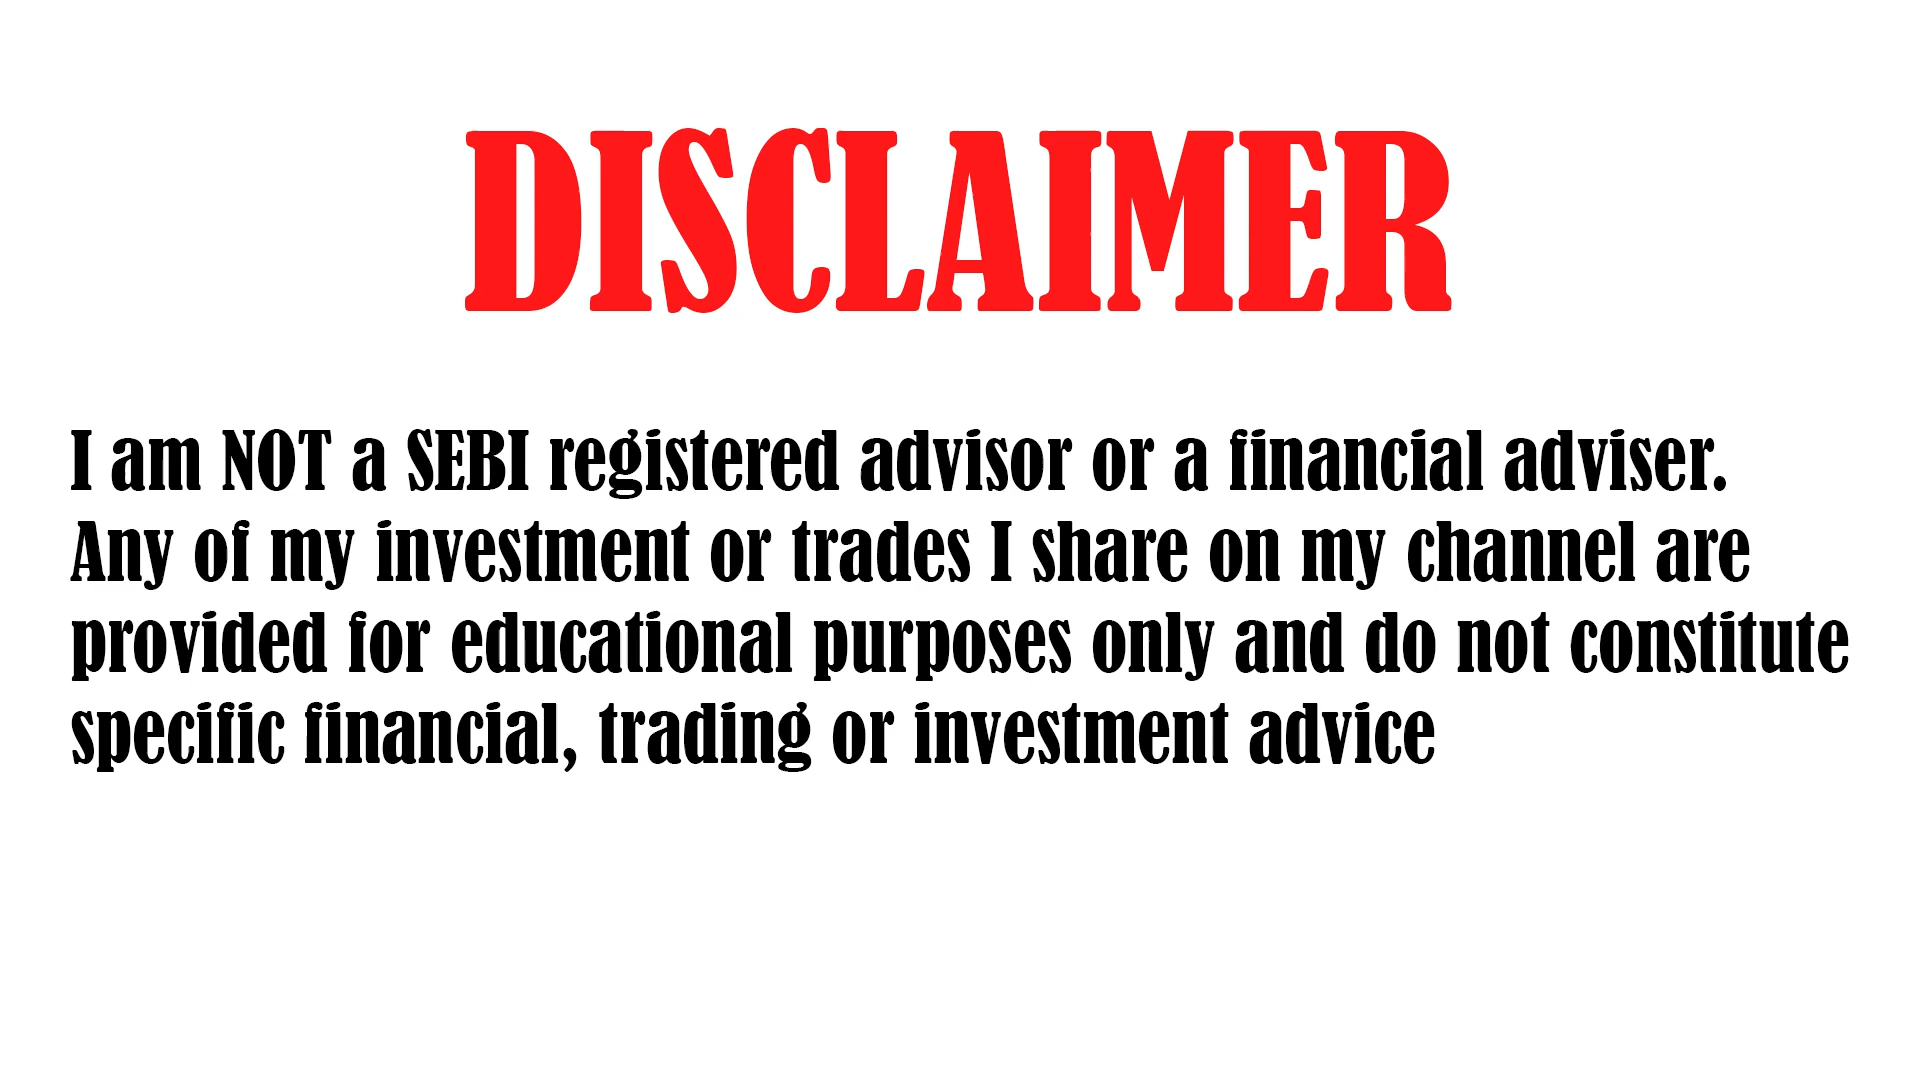 DISCLAIMER
I am NOT a SEBI registered advisor or a financial adviser.
Any of my investment or trades I share on my channel are
provided for educational purposes only and do not constitute
specific financial, trading or investment advice